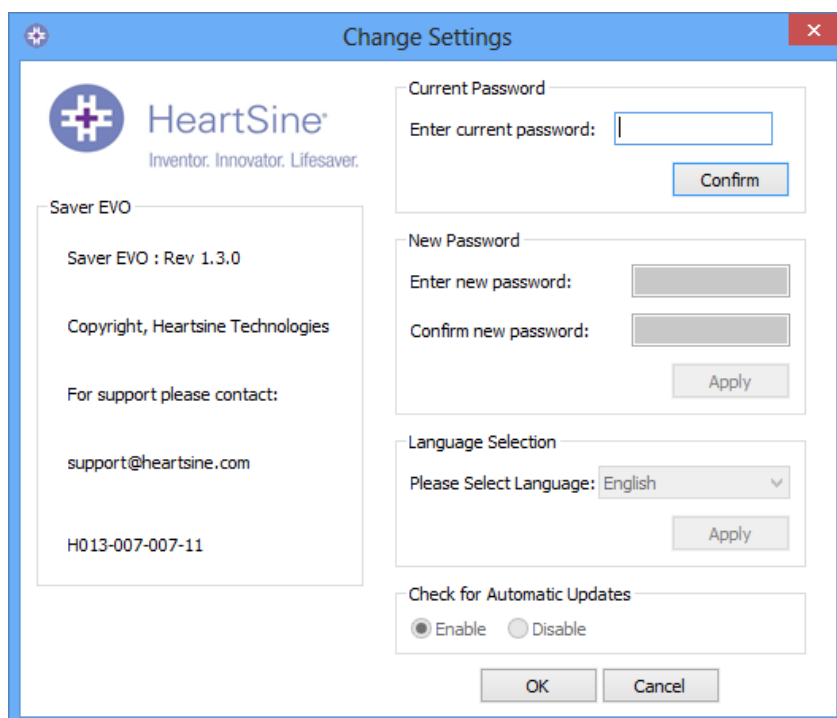 Change Settings
HeartSine®
Inventor. Innovator. Lifesaver.
Saver EVO
Saver EVO : Rev 1.3.0
Copyright, Heartsine Technologies
For support please contact:
support@heartsine.com
H013-007-007-11
Current Password
Enter current password:
Confirm
New Password
Enter new password:
Confirm new password:
Apply
Language Selection
Please Select Language: English
Apply
Check for Automatic Updates
Enable Disable
OK Cancel